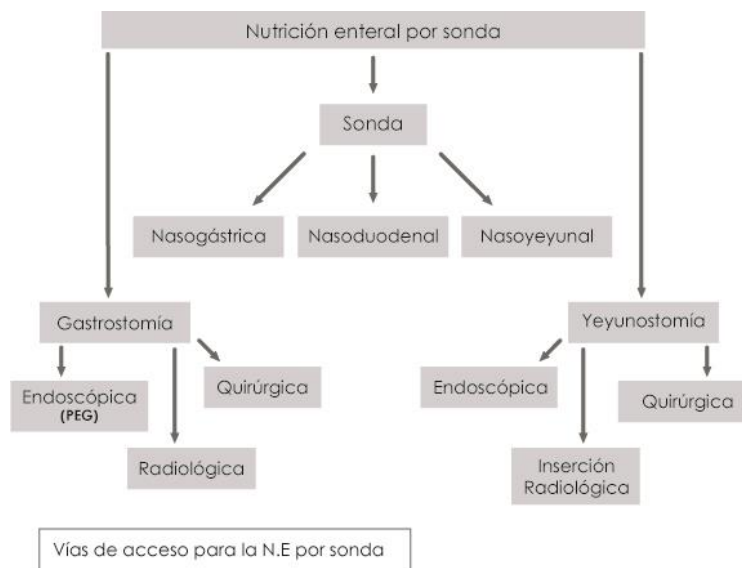 Nutrición enteral por sonda
Sonda
Nasogástrica
Nasoduodenal
Nasoyeyunal
Gastrostomía
Yeyunostomía
Endoscópica
(PEG)
Quirúrgica
Radiológica
Endoscópica
Quirúrgica
Inserción
Radiológica
Vías de acceso para la N.E por sonda